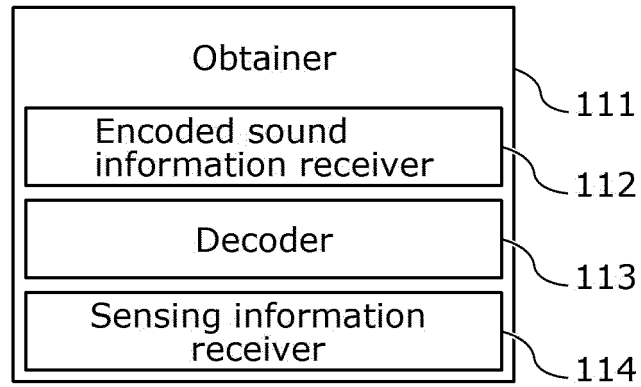 Obtainer
111
Encoded sound
information receiver
112
Decoder
113
Sensing information
receiver
114